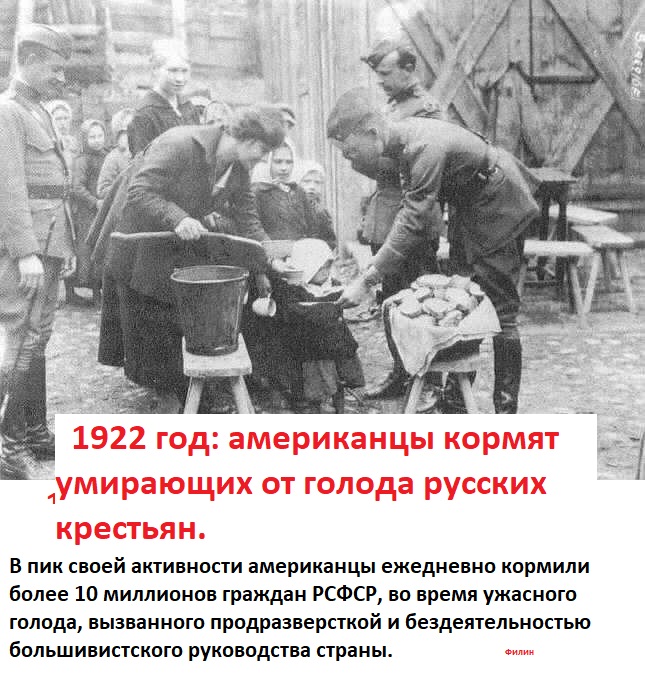 1922 год: американцы кормят
умирающих от голода русских
крестьян.
В пик своей активности американцы ежедневно кормили
более 10 миллионов граждан РСФСР, во время ужасного
голода, вызванного продразверсткой и бездеятельностью
большивистского руководства страны.
Филин